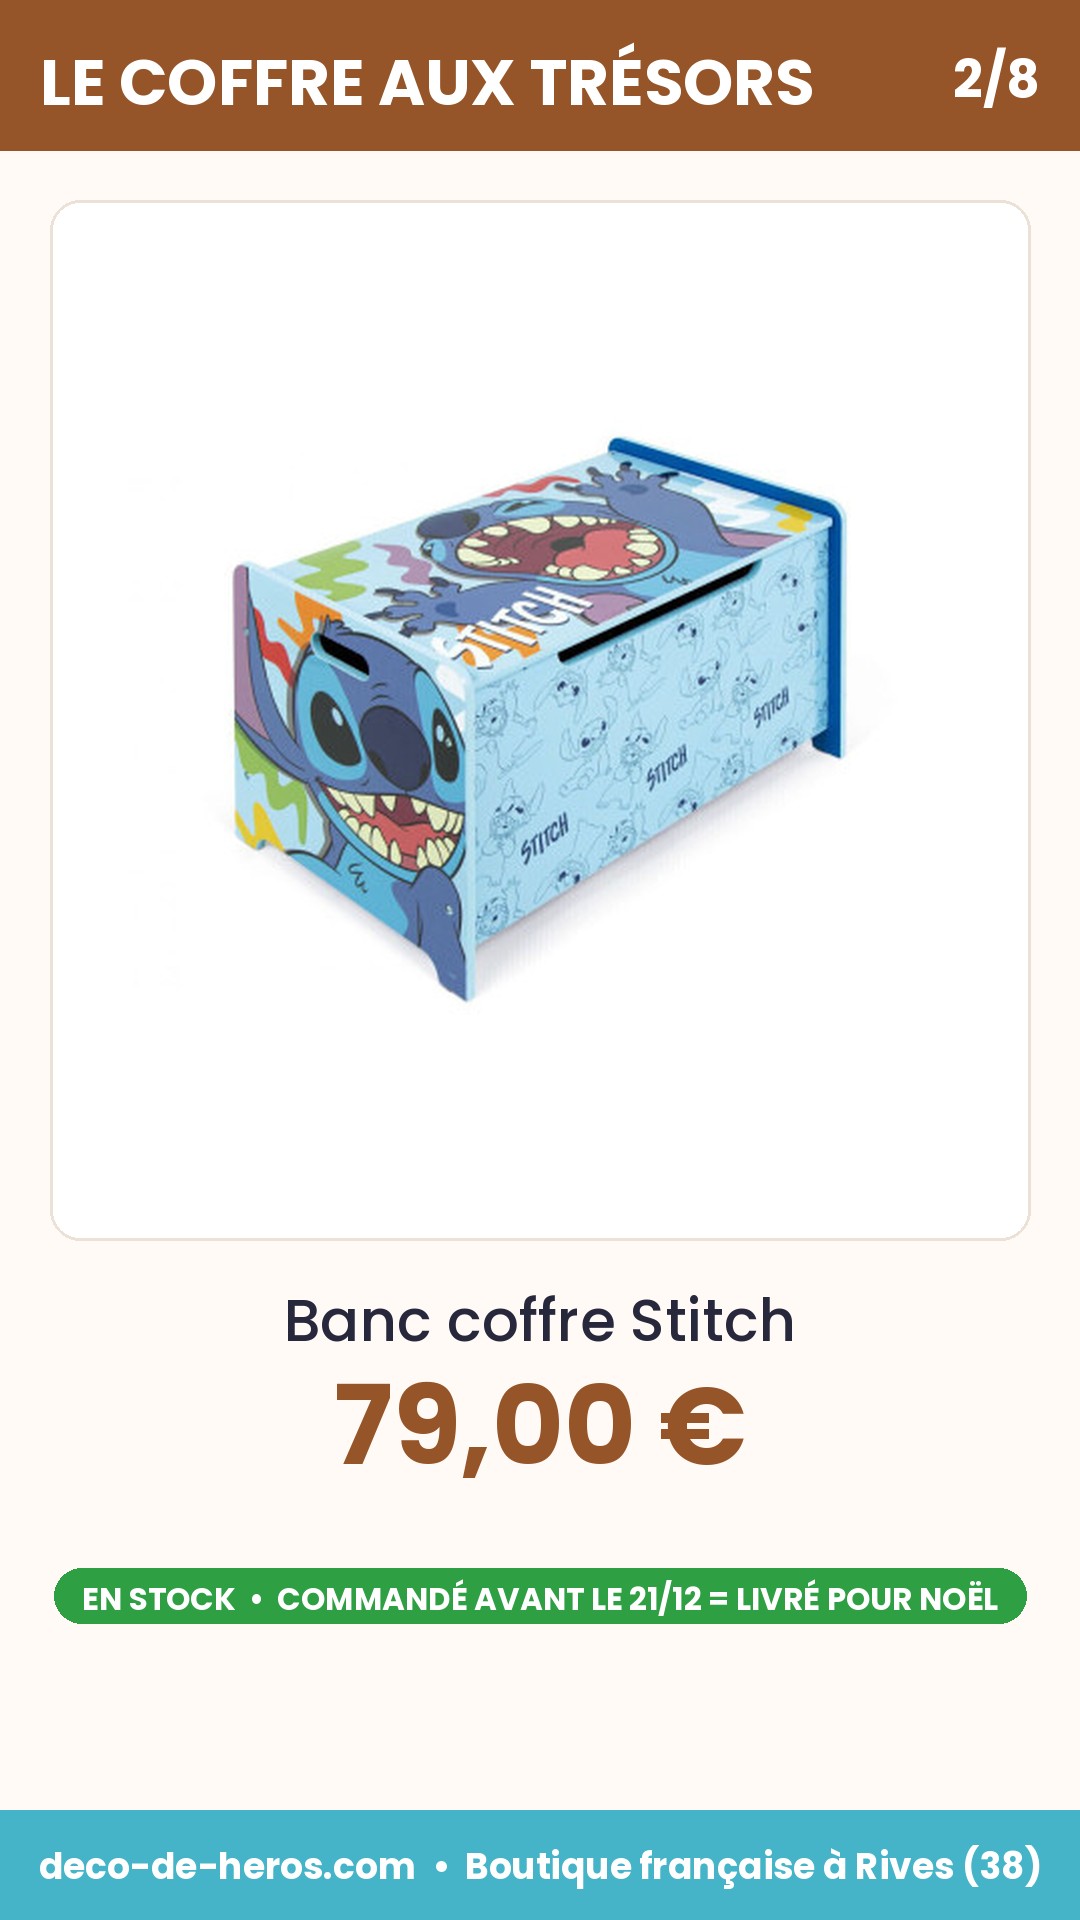 LE COFFRE AUX TRÉSORS 2/8
STITCH
STITCH
STITCH
STITCH
Banc coffre Stitch
79,00 €
EN STOCK • COMMANDÉ AVANT LE 21/12 = LIVRÉ POUR NOËL
deco-de-heros.com • Boutique française à Rives (38)